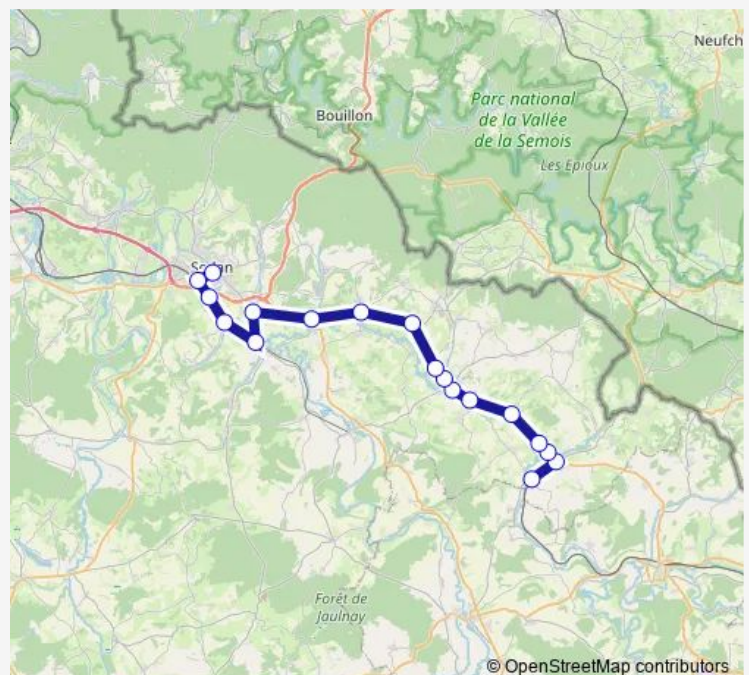 Neufch
Bouillon
Parc national
de la Vallée
de la Semois
Les Epioux
Sedan
Forêt de
Jaulnay
© OpenStreetMap contributors